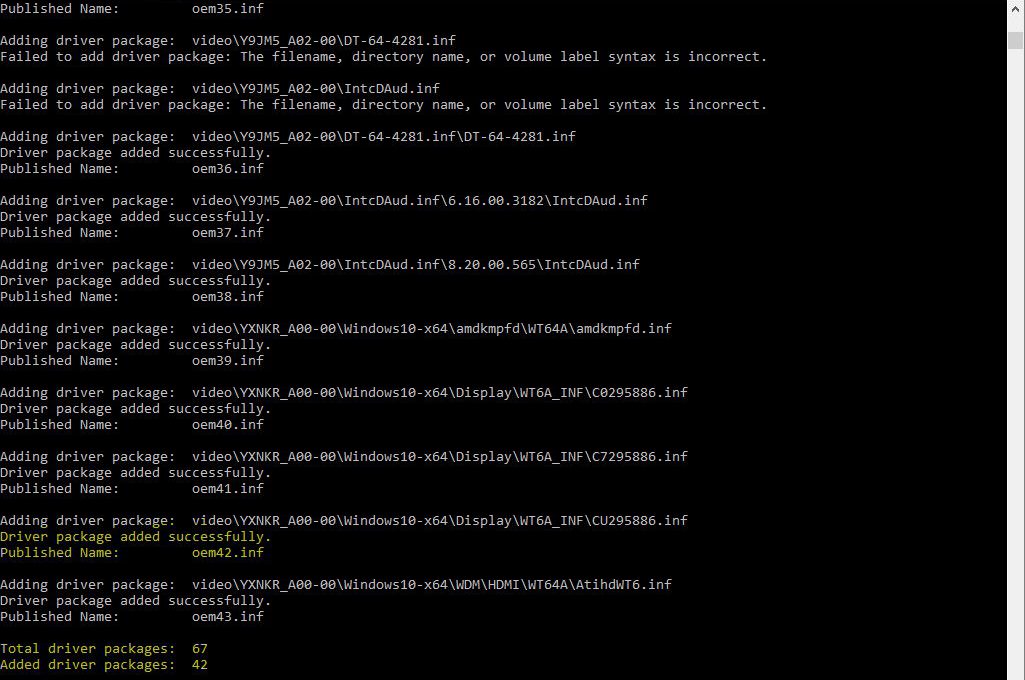 Published Name:         oem35.inf
Adding driver package:  video\Y9JM5_A02-00\DT-64-4281.inf
Failed to add driver package: The filename, directory name, or volume label syntax is incorrect.
Adding driver package:  video\Y9JM5_A02-00\IntcDAud.inf
Failed to add driver package: The filename, directory name, or volume label syntax is incorrect.
Adding driver package:  video\Y9JM5_A02-00\DT-64-4281.inf\DT-64-4281.inf
Driver package added successfully.
Published Name:         oem36.inf
Adding driver package:  video\Y9JM5_A02-00\IntcDAud.inf\6.16.00.3182\IntcDAud.inf
Driver package added successfully.
Published Name:         oem37.inf
Adding driver package:  video\Y9JM5_A02-00\IntcDAud.inf\8.20.00.565\IntcDAud.inf
Driver package added successfully.
Published Name:         oem38.inf
Adding driver package:  video\YXNKR_A00-00\Windows10-x64\amdkmpfd\WT64A\amdkmpfd.inf
Driver package added successfully.
Published Name:         oem39.inf
Adding driver package:  video\YXNKR_A00-00\Windows10-x64\Display\WT6A_INF\C0295886.inf
Driver package added successfully.
Published Name:         oem40.inf
Adding driver package:  video\YXNKR_A00-00\Windows10-x64\Display\WT6A_INF\C7295886.inf
Driver package added successfully.
Published Name:         oem41.inf
Adding driver package:  video\YXNKR_A00-00\Windows10-x64\Display\WT6A_INF\CU295886.inf
Driver package added successfully.
Published Name:         oem42.inf
Adding driver package:  video\YXNKR_A00-00\Windows10-x64\WDM\HDMI\WT64A\AtihdWT6.inf
Driver package added successfully.
Published Name:         oem43.inf
Total driver packages:  67
Added driver packages:  42